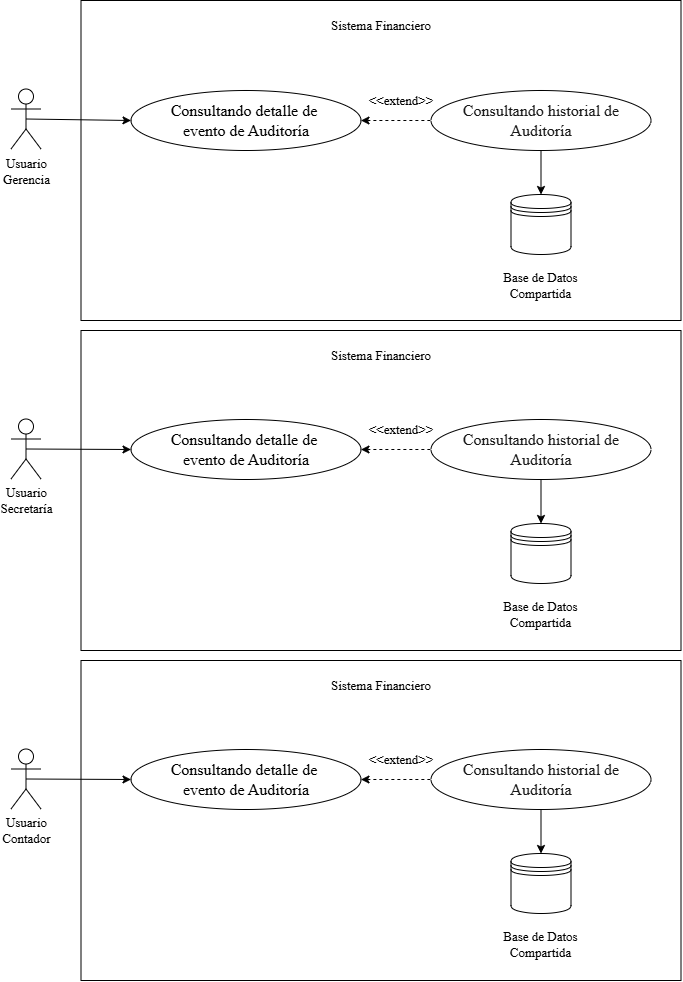 Sistema Financiero
<<extend>>
Consultando detalle de
evento de Auditoría
Consultando historial de
Auditoría
Usuario
Gerencia
Base de Datos
Compartida
Sistema Financiero
<<extend>>
Consultando detalle de
evento de Auditoría
Consultando historial de
Auditoría
Usuario
Secretaría
Base de Datos
Compartida
Sistema Financiero
<<extend>>
Consultando detalle de
evento de Auditoría
Consultando historial de
Auditoría
Usuario
Contador
Base de Datos
Compartida